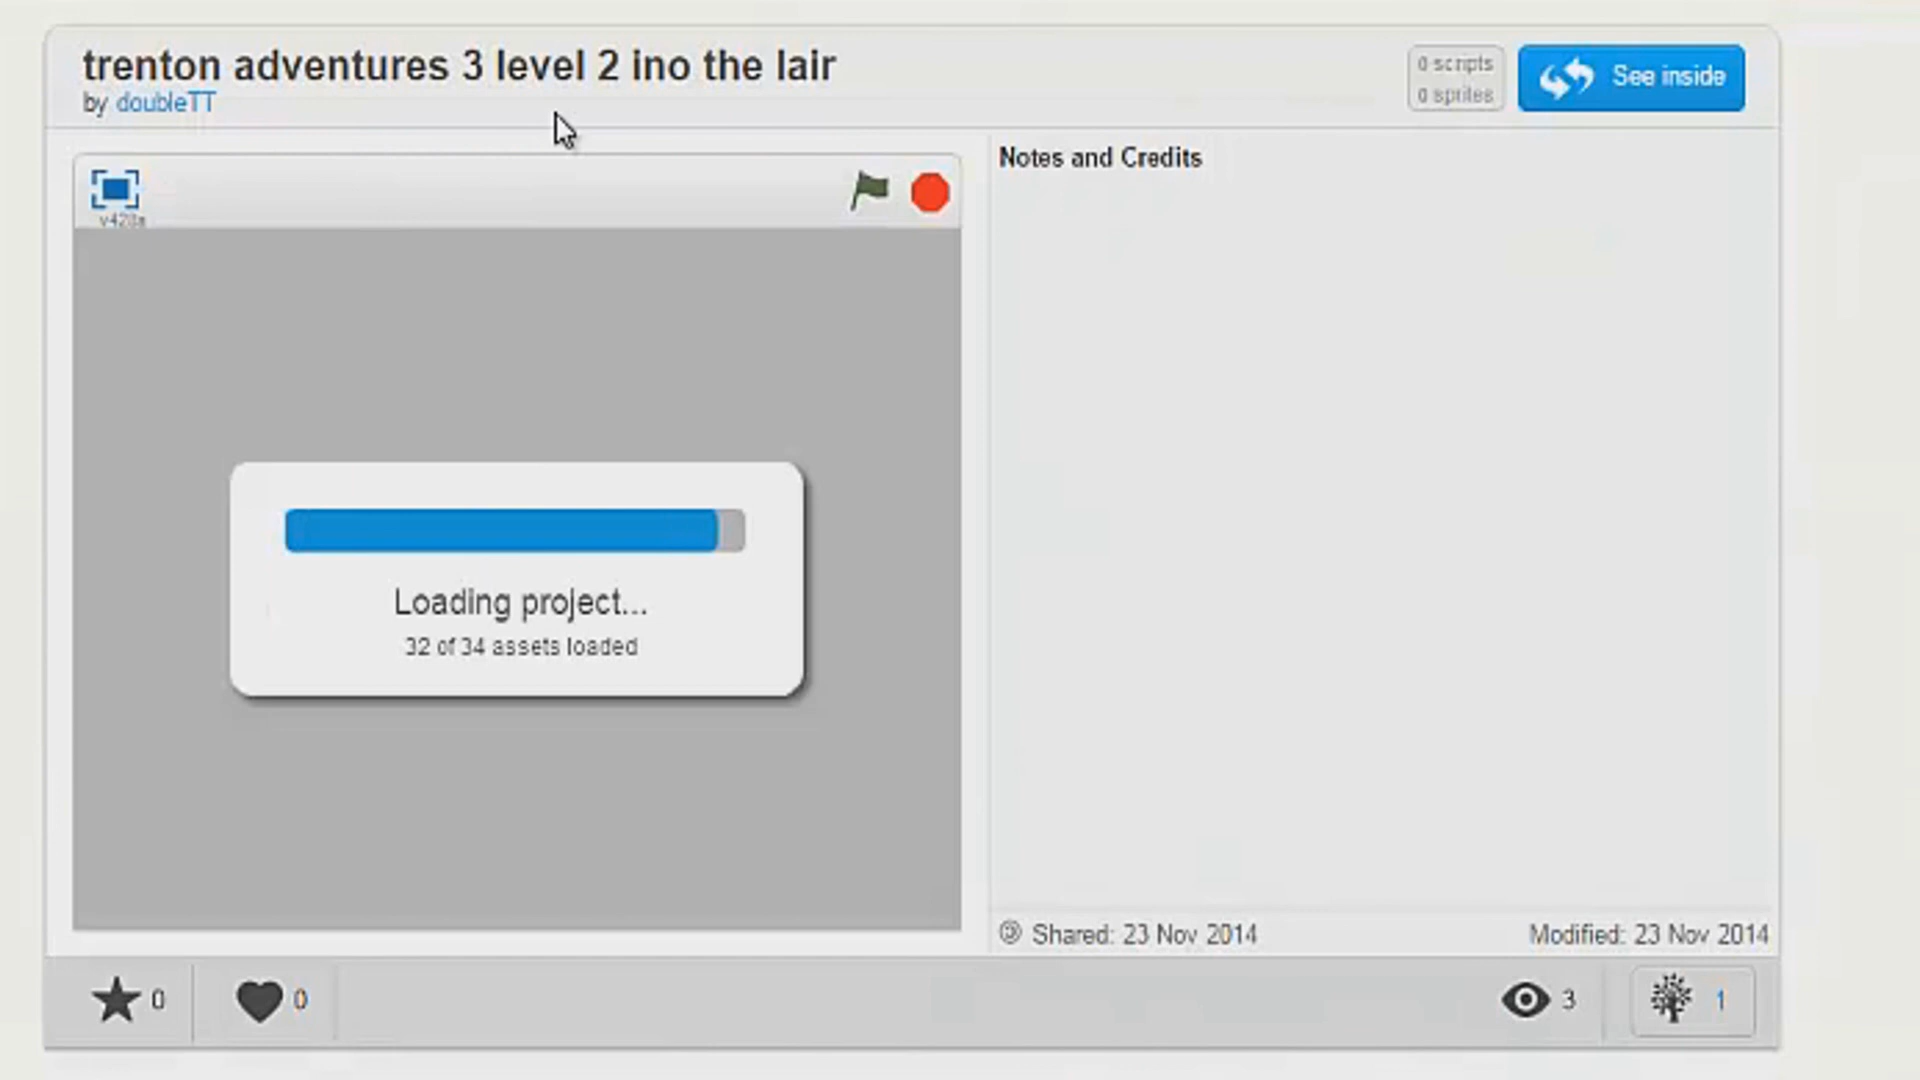 trenton adventures 3 level 2 ino the lair
by doubleTT
0 scripts
0 sprites
See inside
v428a
Notes and Credits
Loading project...
32 of 34 assets loaded
Shared: 23 Nov 2014
Modified: 23 Nov 2014
0
0
3
1